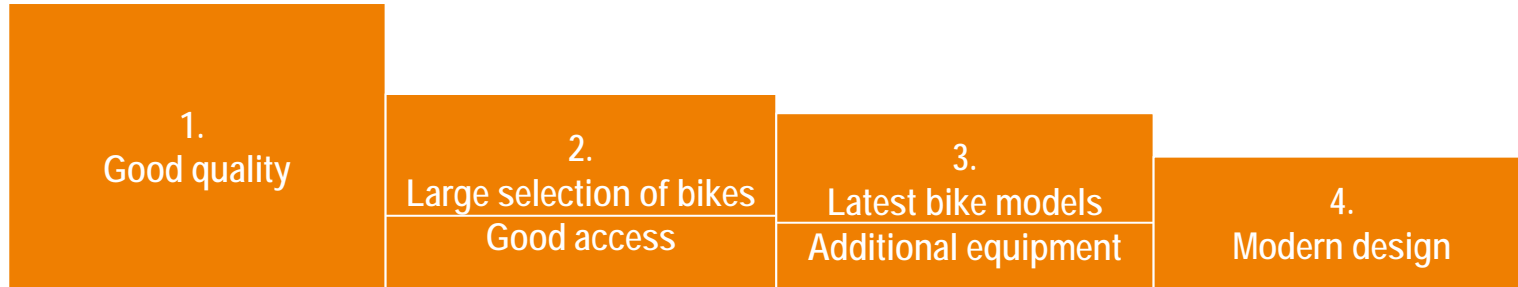 1.
Good quality
2.
Large selection of bikes
Good access
3.
Latest bike models
Additional equipment
4.
Modern design